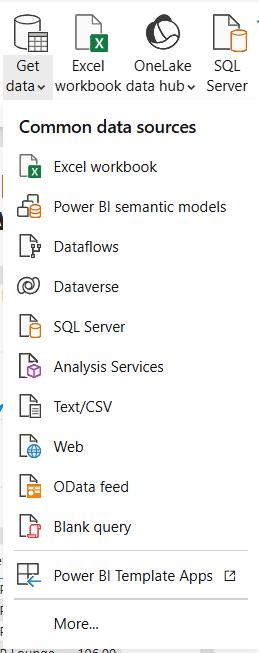 Get data
Excel workbook
OneLake data hub
SQL Server
Common data sources
Excel workbook
Power BI semantic models
Dataflows
Dataverse
SQL Server
Analysis Services
Text/CSV
Web
OData feed
Blank query
Power BI Template Apps
More...